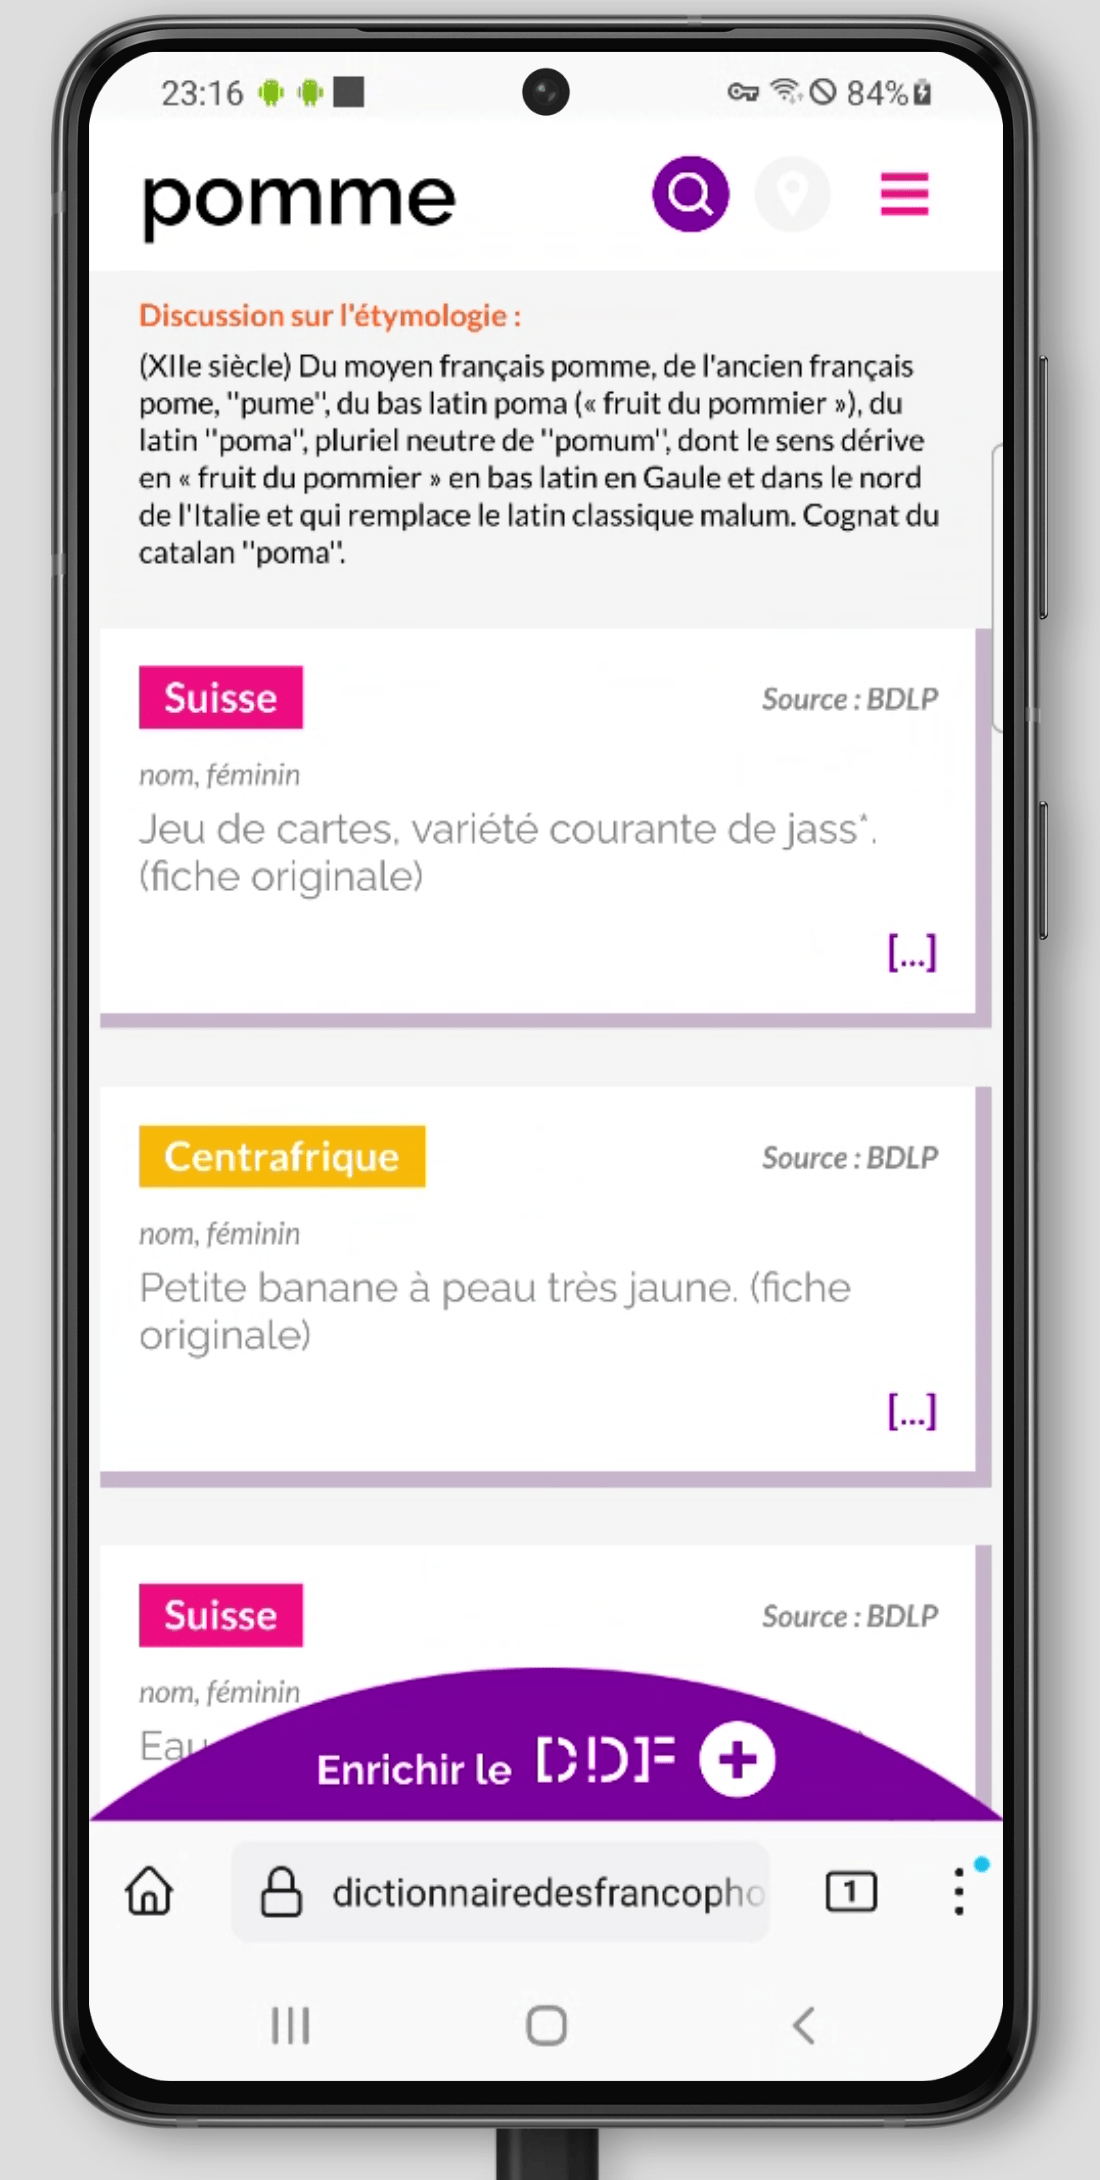 23:16
84%
pomme
Discussion sur l'étymologie :
(XIIe siècle) Du moyen français pomme, de l'ancien français
pome, "pume", du bas latin poma (« fruit du pommier »), du
latin "poma", pluriel neutre de "pomum", dont le sens dérive
en « fruit du pommier » en bas latin en Gaule et dans le nord
de l'Italie et qui remplace le latin classique malum. Cognat du
catalan "poma".
Suisse
Source : BDLP
nom, féminin
Jeu de cartes, variété courante de jass*.
(fiche originale)
[...]
Centrafrique
Source : BDLP
nom, féminin
Petite banane à peau très jaune. (fiche
originale)
[...]
Suisse
Source : BDLP
nom, féminin
Eau
Enrichir le DDF
dictionnairedesfrancopho
1